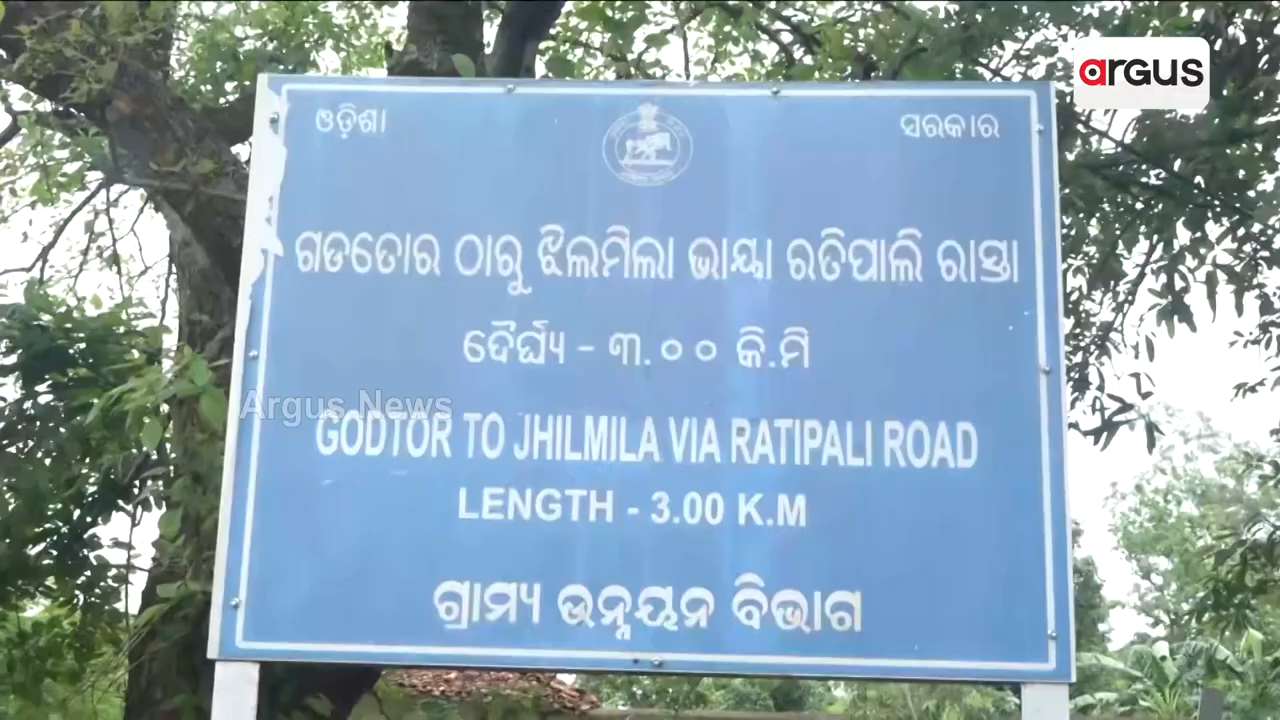 argus
ଓଡ଼ିଶା ସରକାର
ଗଡତୋର ଠାରୁ ଝିଲମିଲା ଭାୟା ରତିପାଲି ରାସ୍ତା
ଦୈର୍ଘ୍ୟ - ୩.୦୦ କି.ମି
Argus News
GODTOR TO JHILMILA VIA RATIPALI ROAD
LENGTH - 3.00 K.M
ଗ୍ରାମ୍ୟ ଉନ୍ନୟନ ବିଭାଗ